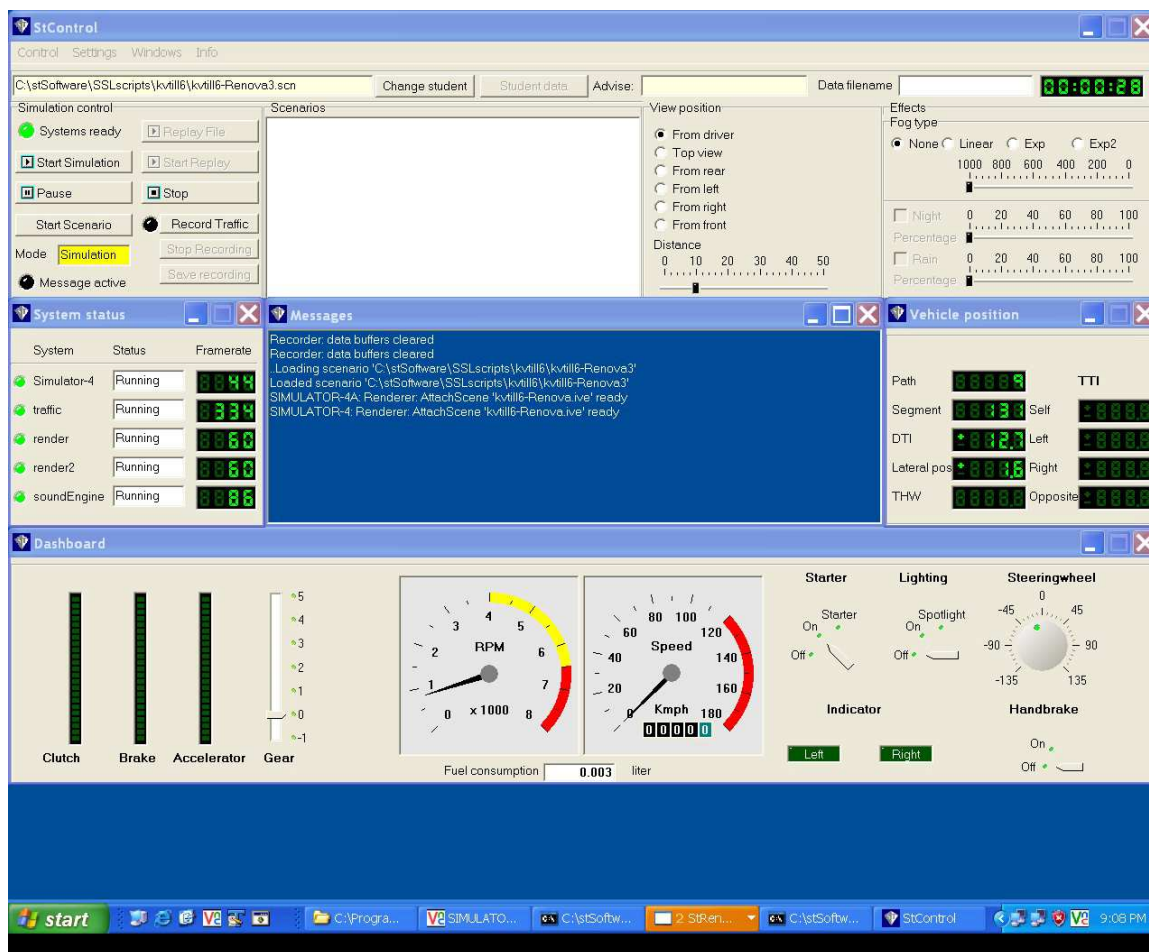 StControl
Control Settings Windows Info
C:\stSoftware\SSLscripts\kvtill6\kvtill6-Renova3.scn Change student Student data Advise: Data filename 00:00:28
Simulation control Scenarios View position Effects
Fog type
Systems ready Replay File From driver None Linear Exp Exp2
Top view 1000 800 600 400 200 0
Start Simulation Start Replay From rear
Pause Stop From left
From right
Start Scenario Record Traffic From front Night 0 20 40 60 80 100
Percentage
Mode Simulation Stop Recording Distance
0 10 20 30 40 50 Rain 0 20 40 60 80 100
Message active Save recording Percentage
System status
System Status Framerate
Simulator-4 Running 44
traffic Running 334
render Running 60
render2 Running 60
soundEngine Running 86
Messages
Recorder: data buffers cleared
Recorder: data buffers cleared
..Loading scenario 'C:\stSoftware\SSLscripts\kvtill6\kvtill6-Renova3'
Loaded scenario 'C:\stSoftware\SSLscripts\kvtill6\kvtill6-Renova3'
SIMULATOR-4A: Renderer: AttachScene 'kvtill6-Renova.ive' ready
SIMULATOR-4: Renderer: AttachScene 'kvtill6-Renova.ive' ready
Vehicle position
Path 9 TTI
Segment 131 Self
DTI +12.7 Left
Lateral pos +1.6 Right
THW Opposite
Dashboard
Clutch Brake Accelerator Gear
5
4
3
2
1
0
-1
0 1 2 3 4 5 6 7 8
RPM
x 1000
0 20 40 60 80 100 120 140 160 180
Speed
Kmph
00000
Fuel consumption 0.003 liter
Starter Lighting Steeringwheel
Starter On Off
Spotlight On Off
-135 -90 -45 0 45 90 135
Indicator Handbrake
Left Right On Off
start C:\Progra... SIMULATO... C:\stSoftw... 2 StRen... C:\stSoftw... StControl 9:08 PM